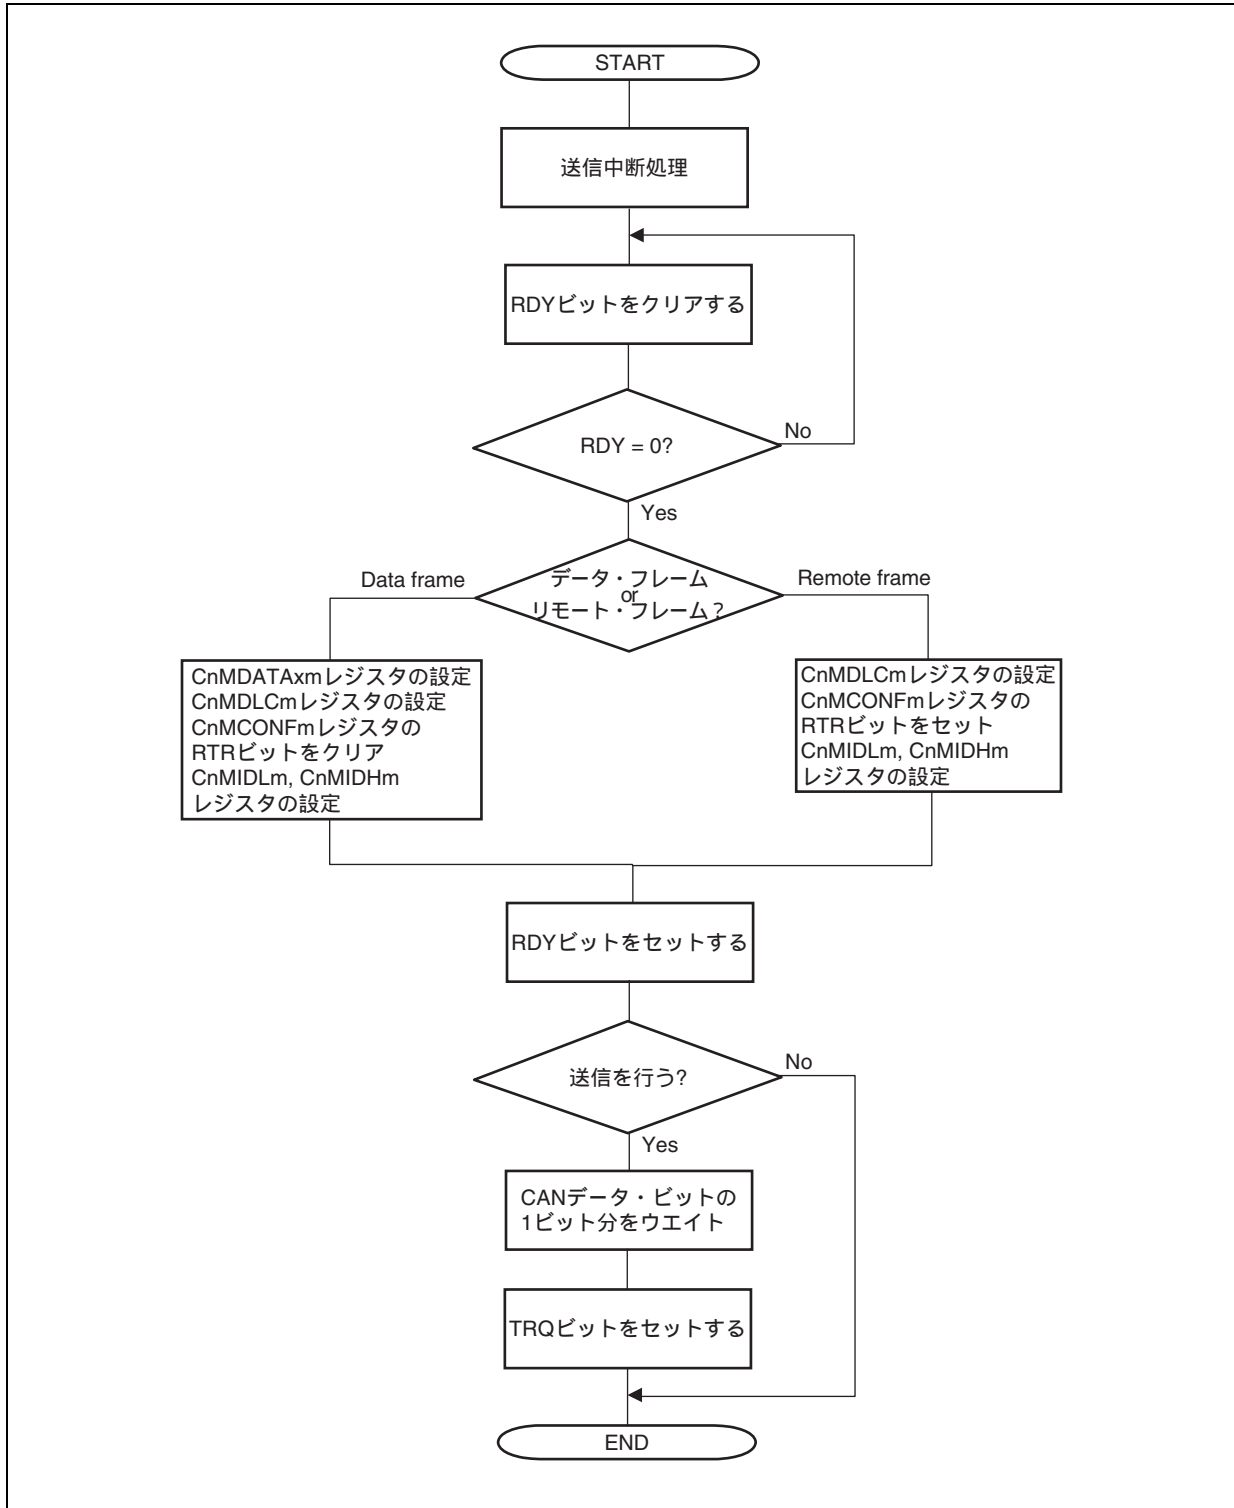 START
送信中断処理
RDYビットをクリアする
RDY = 0?
No
Yes
データ・フレーム
or
リモート・フレーム？
Data frame
Remote frame
CnMDATAxmレジスタの設定
CnMDLCmレジスタの設定
CnMCONFmレジスタの
RTRビットをクリア
CnMIDLm, CnMIDHm
レジスタの設定
CnMDLCmレジスタの設定
CnMCONFmレジスタの
RTRビットをセット
CnMIDLm, CnMIDHm
レジスタの設定
RDYビットをセットする
送信を行う?
No
Yes
CANデータ・ビットの
1ビット分をウエイト
TRQビットをセットする
END